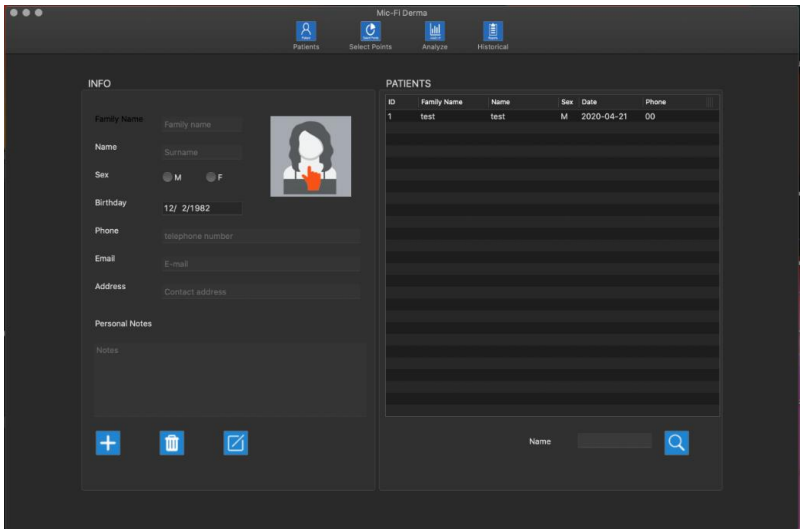 Mic-Fi Derma
Patients Select Points Analyze Historical
INFO
Family Name Family name
Name Surname
Sex M F
Birthday 12/ 2/1982
Phone telephone number
Email E-mail
Address Contact address
Personal Notes
Notes
PATIENTS
ID Family Name Name Sex Date Phone
1 test test M 2020-04-21 00
Name